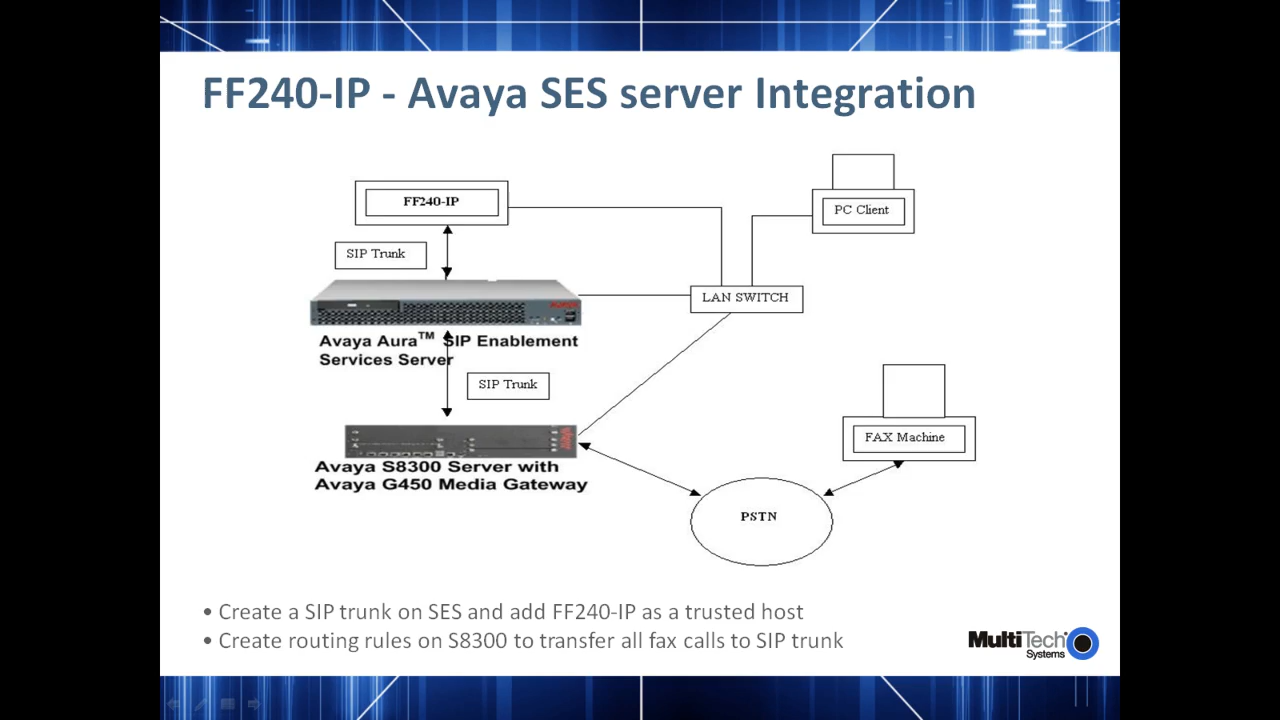 FF240-IP - Avaya SES server Integration
FF240-IP
PC Client
SIP Trunk
LAN SWITCH
Avaya Aura™ SIP Enablement
Services Server
SIP Trunk
FAX Machine
Avaya S8300 Server with
Avaya G450 Media Gateway
PSTN
• Create a SIP trunk on SES and add FF240-IP as a trusted host
• Create routing rules on S8300 to transfer all fax calls to SIP trunk
MultiTech
Systems